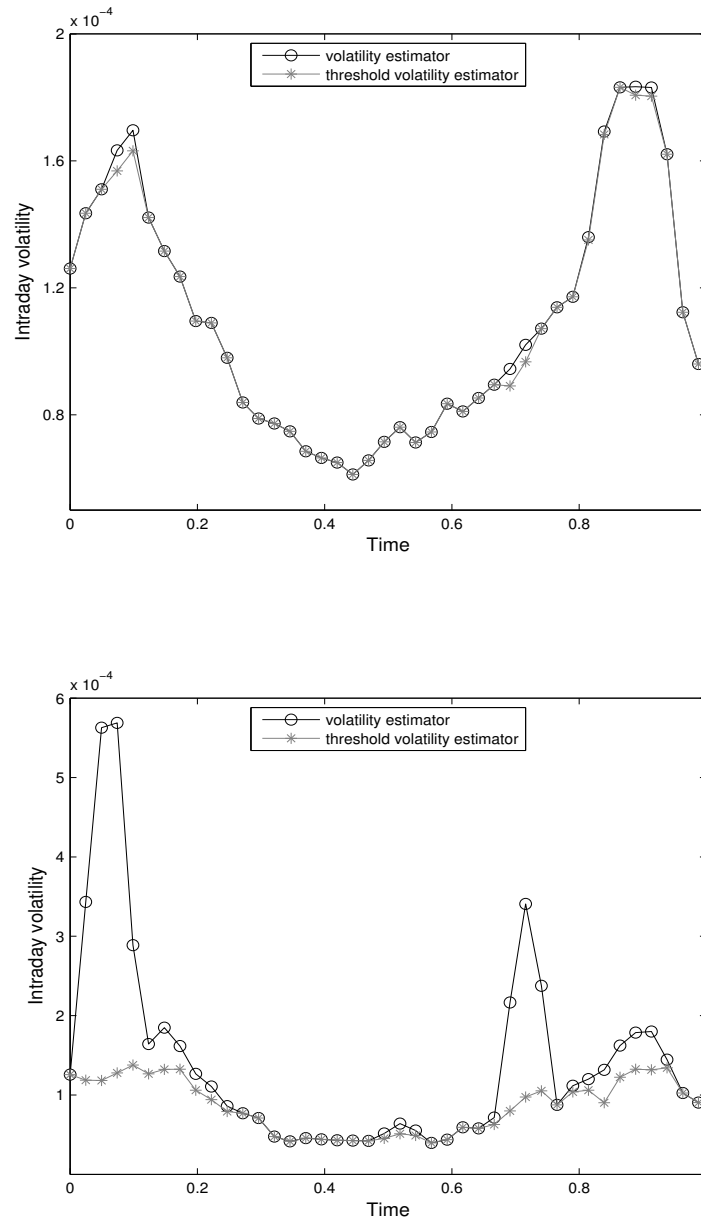 x 10⁻⁴
2
volatility estimator
threshold volatility estimator
1.6
Intraday volatility
1.2
0.8
0 0.2 0.4 0.6 0.8
Time
x 10⁻⁴
6
volatility estimator
threshold volatility estimator
5
4
Intraday volatility
3
2
1
0 0.2 0.4 0.6 0.8
Time